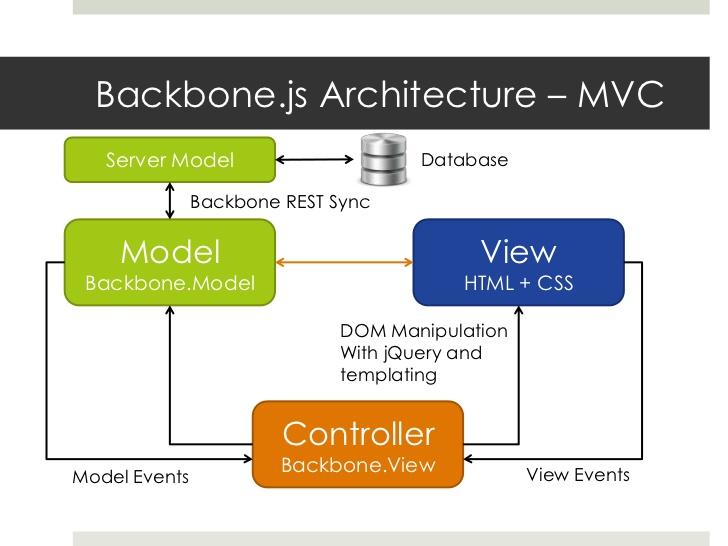 Backbone.js Architecture – MVC
Server Model
Database
Backbone REST Sync
Model
Backbone.Model
View
HTML + CSS
DOM Manipulation
With jQuery and
templating
Controller
Backbone.View
Model Events
View Events